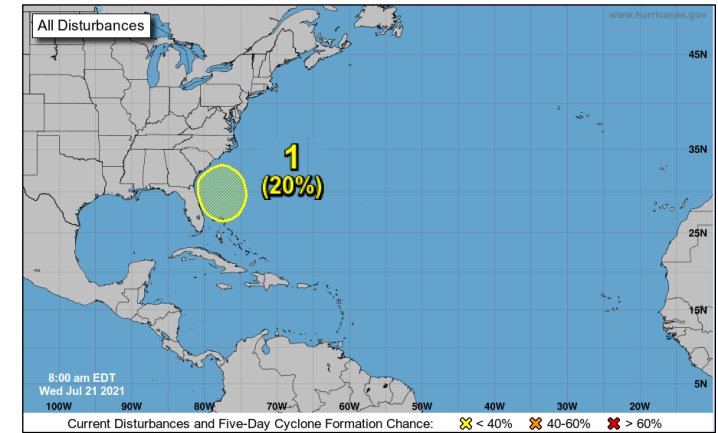 All Disturbances
www.hurricanes.gov
45N
1
35N
(20%)
25N
15N
8:00 am EDT
Wed Jul 21 2021
5N
100W 90W 80W 70W 60W 50W 40W 30W 20W
Current Disturbances and Five-Day Cyclone Formation Chance: < 40% 40-60% > 60%